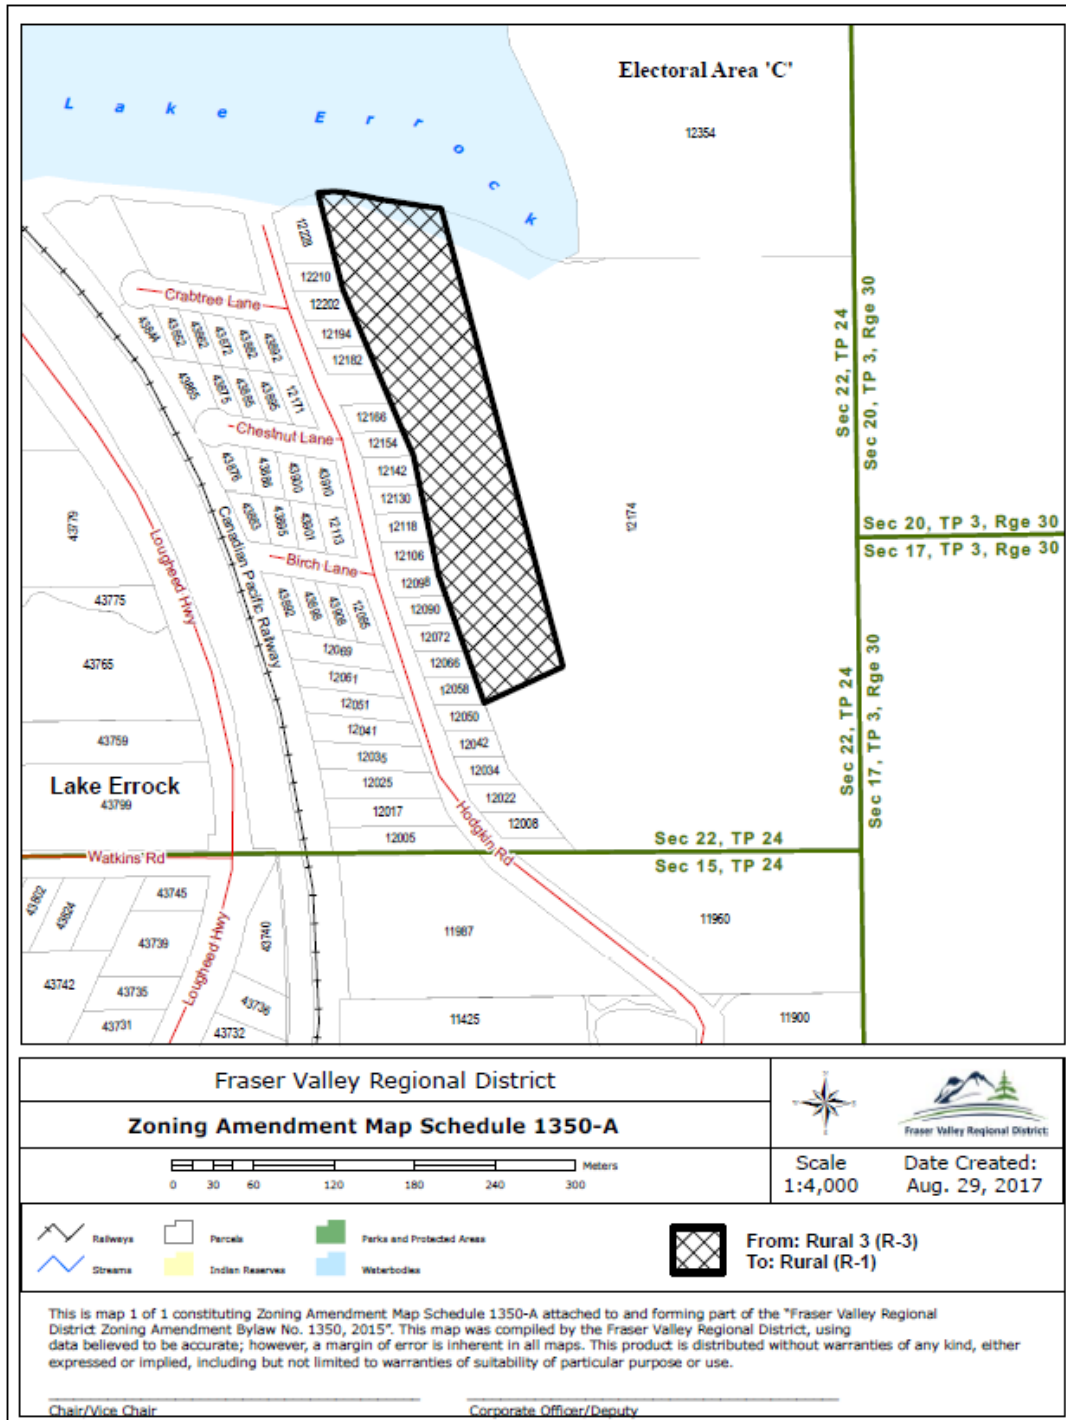 Electoral Area 'C'
Lake Errock
12354
12228
12210
12202
12194
12182
Crabtree Lane
43844
43852
43862
43872
43882
43892
43865
43875
43885
43895
12171
Chestnut Lane
12166
12154
12142
12130
12118
12106
12098
12090
12072
12066
12058
12050
12042
12034
12022
12008
43876
43886
43900
43910
43883
43895
43901
12113
Birch Lane
43892
43898
43908
12085
12069
12061
12051
12041
12035
12025
12017
12005
12174
Canadian Pacific Railway
Lougheed Hwy
43779
43775
43765
43759
Lake Errock
43799
Watkins Rd
Hodgkin Rd
Sec 22, TP 24
Sec 20, TP 3, Rge 30
Sec 20, TP 3, Rge 30
Sec 17, TP 3, Rge 30
Sec 22, TP 24
Sec 17, TP 3, Rge 30
Sec 22, TP 24
Sec 15, TP 24
43802
43824
43745
43739
43740
43742
43735
43731
43736
43732
Lougheed Hwy
11987
11960
11425
11900
Fraser Valley Regional District
Zoning Amendment Map Schedule 1350-A
0 30 60 120 180 240 300 Meters
Fraser Valley Regional District
Scale
1:4,000
Date Created:
Aug. 29, 2017
Railways
Parcels
Parks and Protected Areas
Streams
Indian Reserves
Waterbodies
From: Rural 3 (R-3)
To: Rural (R-1)
This is map 1 of 1 constituting Zoning Amendment Map Schedule 1350-A attached to and forming part of the "Fraser Valley Regional
District Zoning Amendment Bylaw No. 1350, 2015". This map was compiled by the Fraser Valley Regional District, using
data believed to be accurate; however, a margin of error is inherent in all maps. This product is distributed without warranties of any kind, either
expressed or implied, including but not limited to warranties of suitability of particular purpose or use.
Chair/Vice Chair
Corporate Officer/Deputy